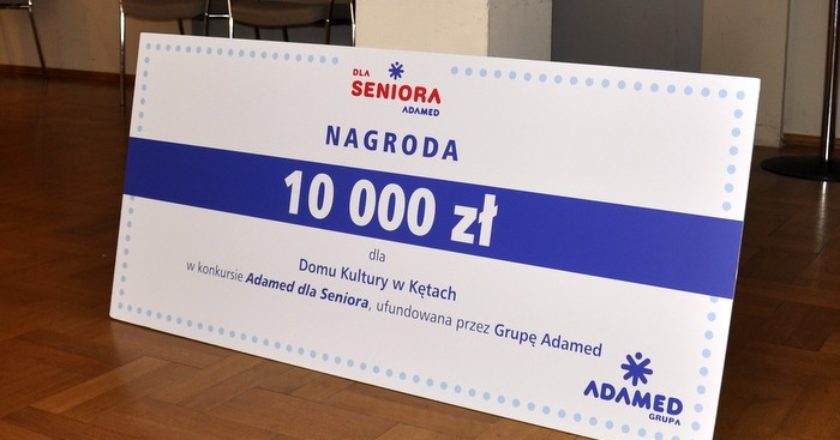 DLA
SENIORA
ADAMED
NAGRODA
10 000 zł
dla
Domu Kultury w Kętach
w konkursie Adamed dla Seniora, ufundowana przez Grupę Adamed
ADAMED
GRUPA